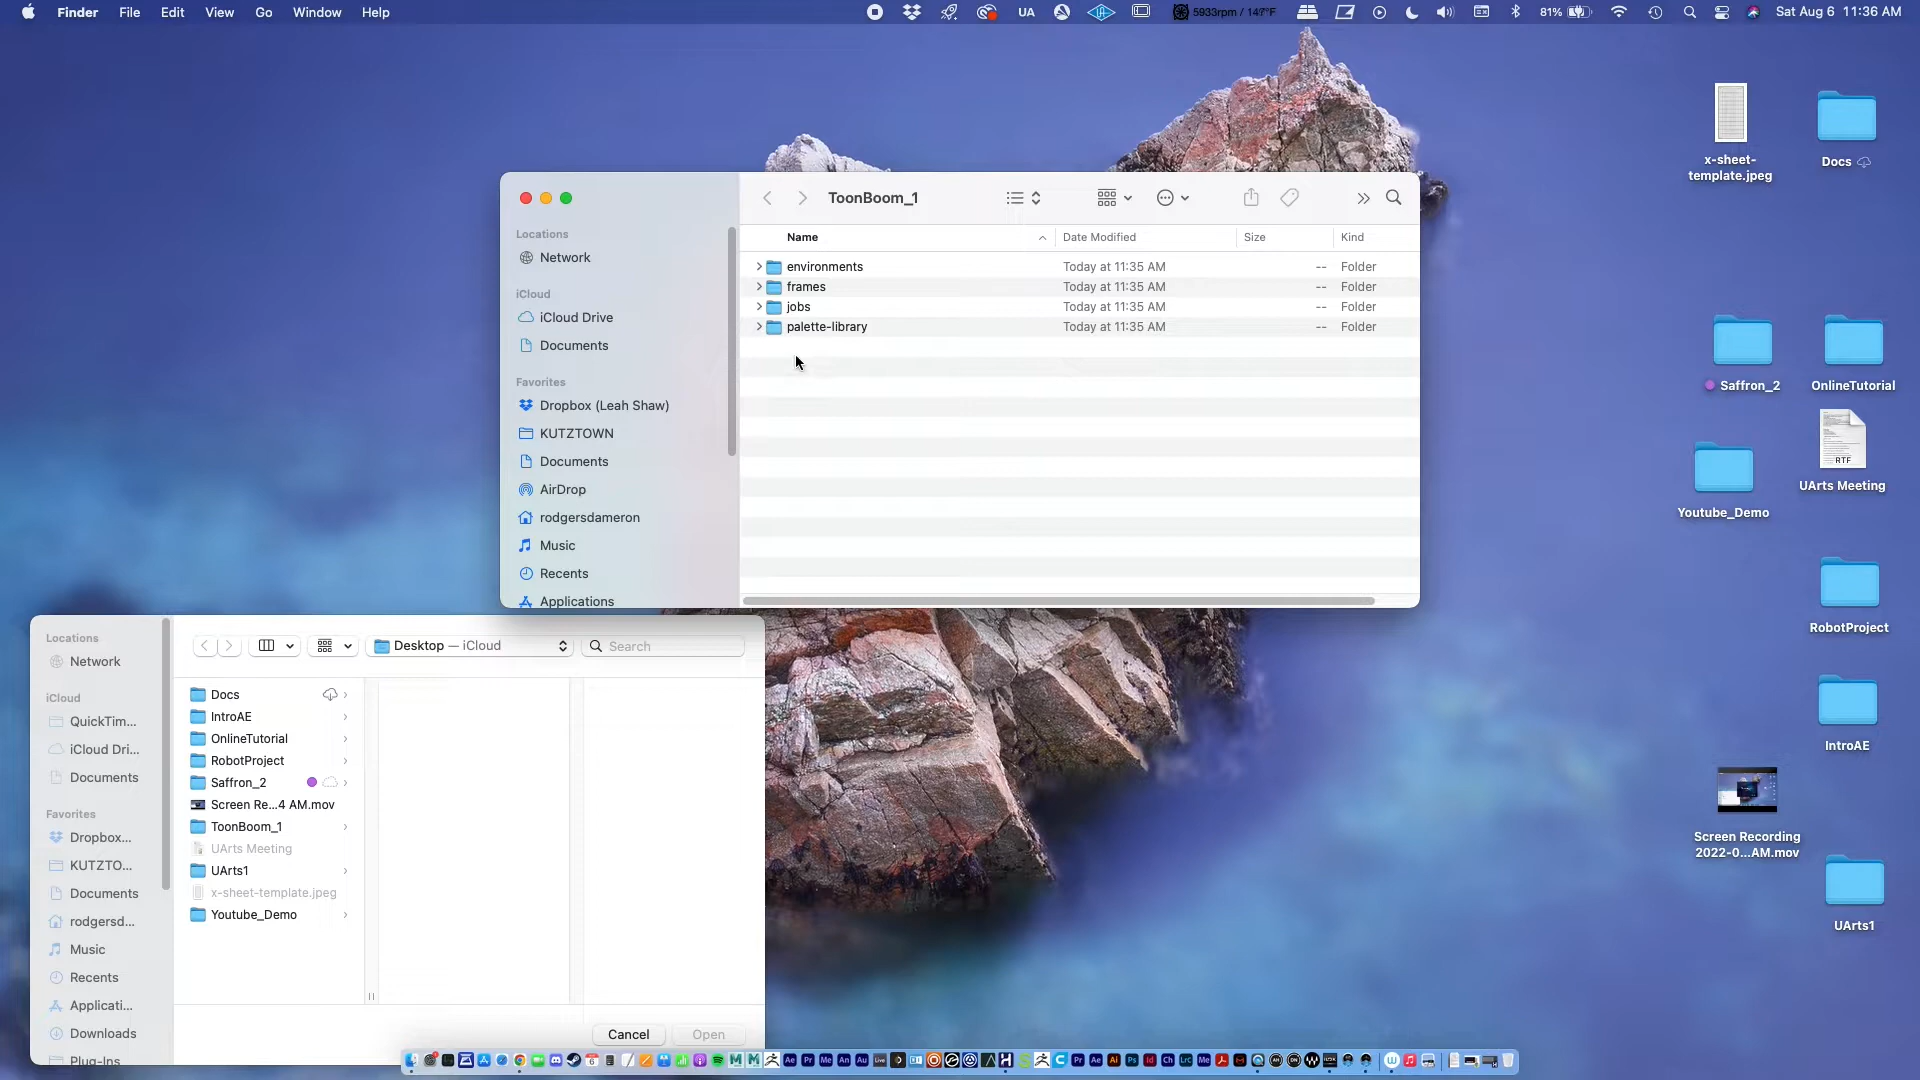 Finder File Edit View Go Window Help
UA
5933rpm / 147°F
81%
Sat Aug 6 11:36 AM
x-sheet-
template.jpeg
Docs
Saffron_2
OnlineTutorial
RTF
UArts Meeting
Youtube_Demo
RobotProject
IntroAE
Screen Recording
2022-0...AM.mov
UArts1
ToonBoom_1
Name Date Modified Size Kind
environments Today at 11:35 AM -- Folder
frames Today at 11:35 AM -- Folder
jobs Today at 11:35 AM -- Folder
palette-library Today at 11:35 AM -- Folder
Locations
Network
iCloud
iCloud Drive
Documents
Favorites
Dropbox (Leah Shaw)
KUTZTOWN
Documents
AirDrop
rodgersdameron
Music
Recents
Applications
Desktop — iCloud
Search
Locations
Network
iCloud
QuickTim...
iCloud Dri...
Documents
Favorites
Dropbox...
KUTZTO...
Documents
rodgersd...
Music
Recents
Applicati...
Downloads
Plug-Ins
Docs
IntroAE
OnlineTutorial
RobotProject
Saffron_2
Screen Re...4 AM.mov
ToonBoom_1
UArts Meeting
UArts1
x-sheet-template.jpeg
Youtube_Demo
Cancel Open